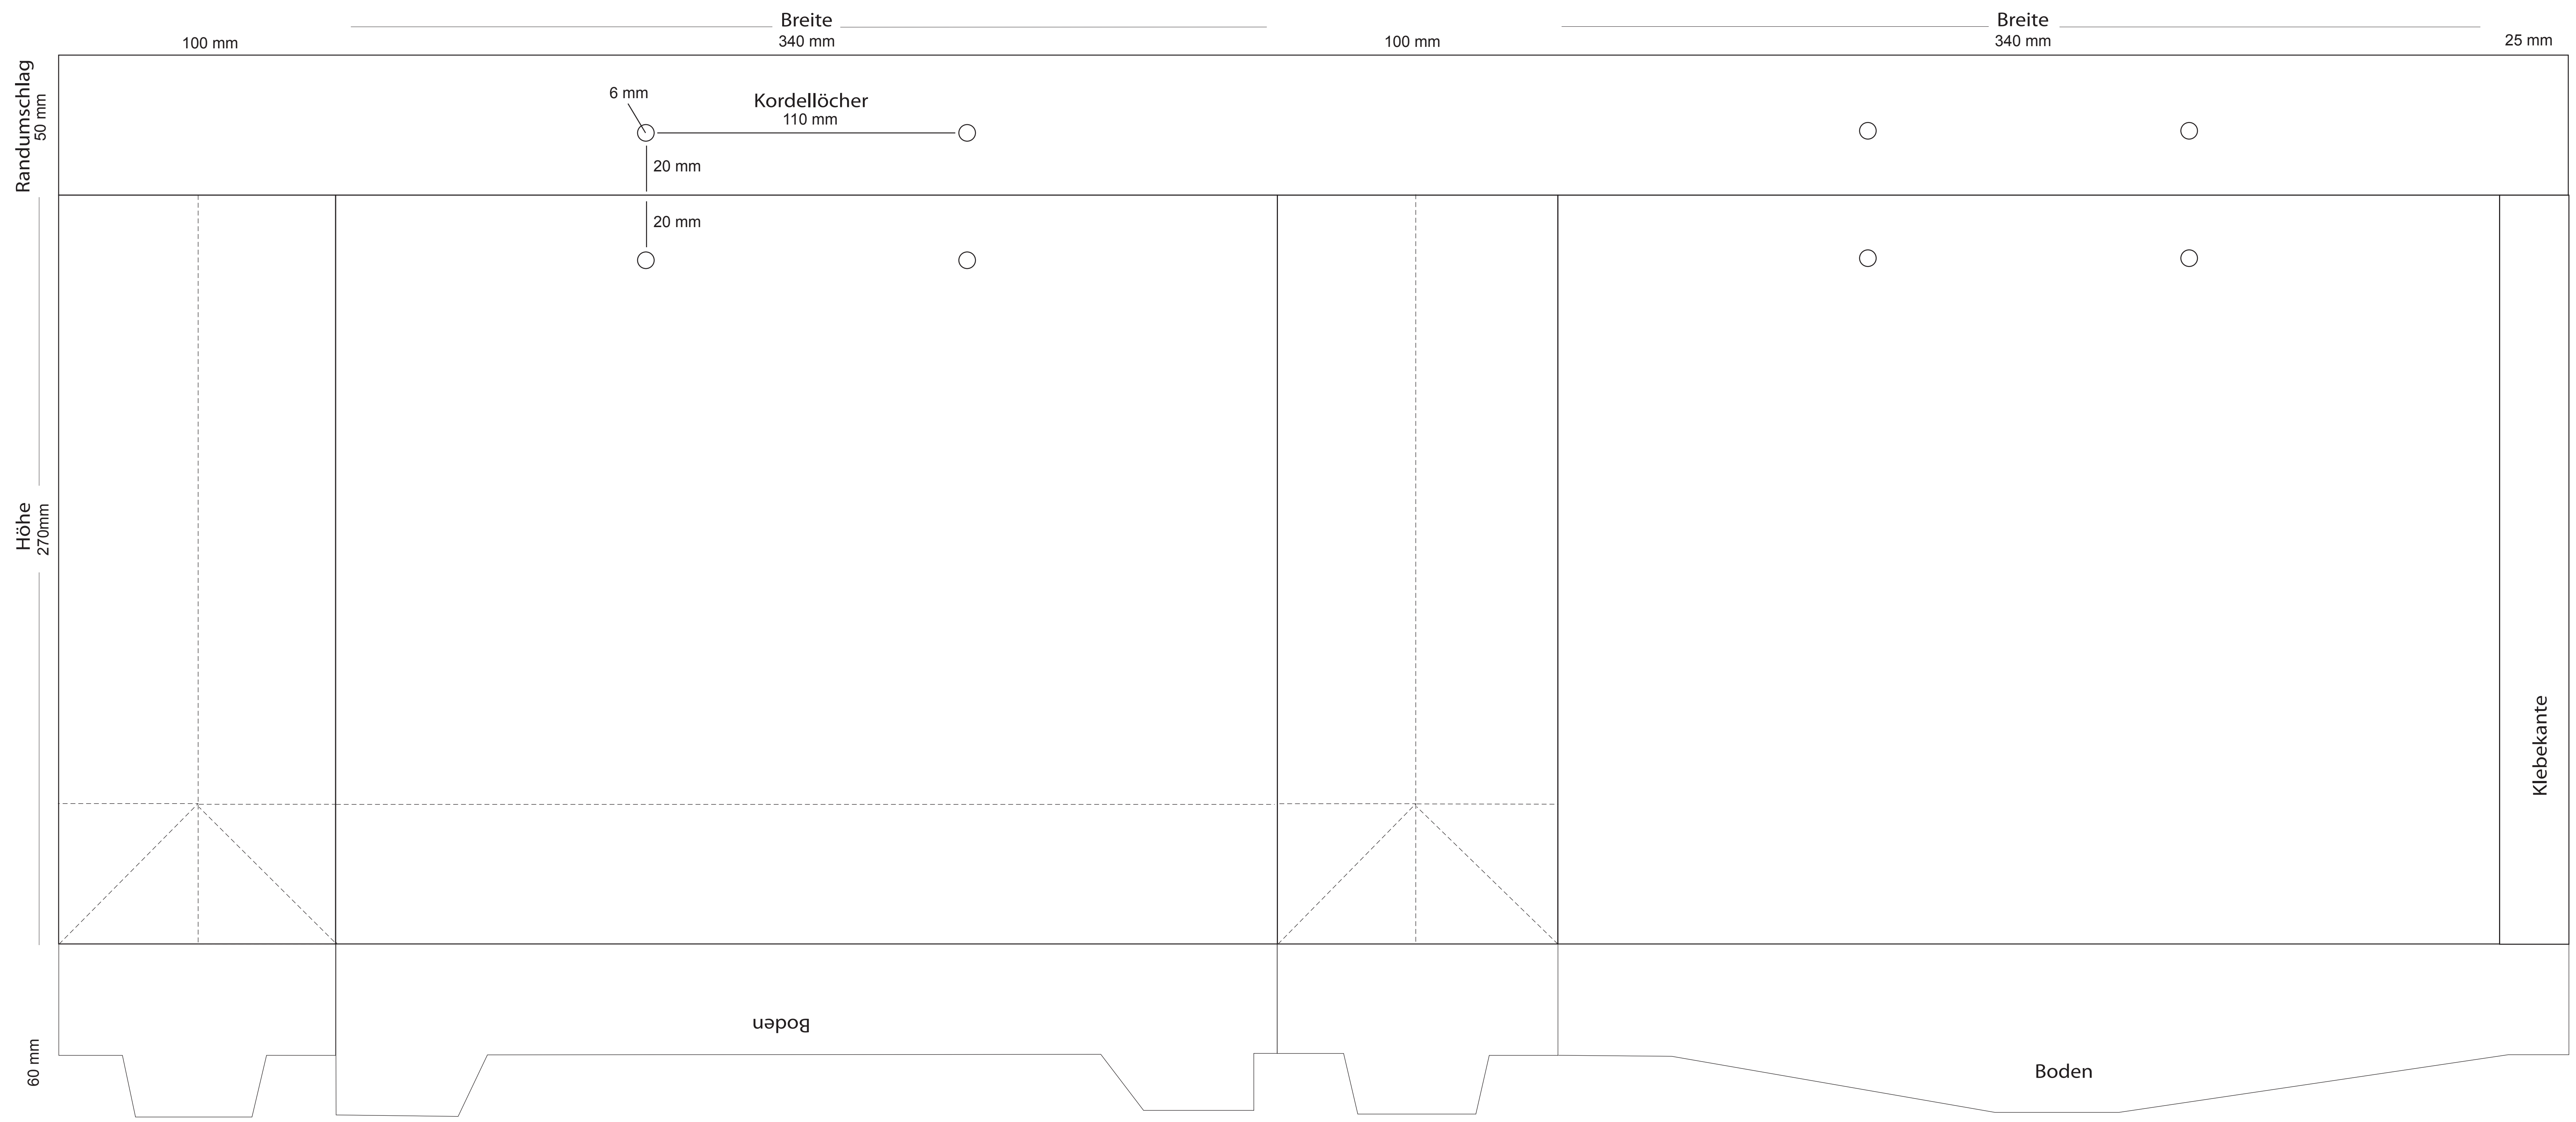 Breite
Breite
100 mm
340 mm
100 mm
340 mm
25 mm
Randumschlag
50 mm
6 mm
Kordellöcher
110 mm
20 mm
20 mm
Höhe
270mm
Klebekante
Boden
Boden
60 mm